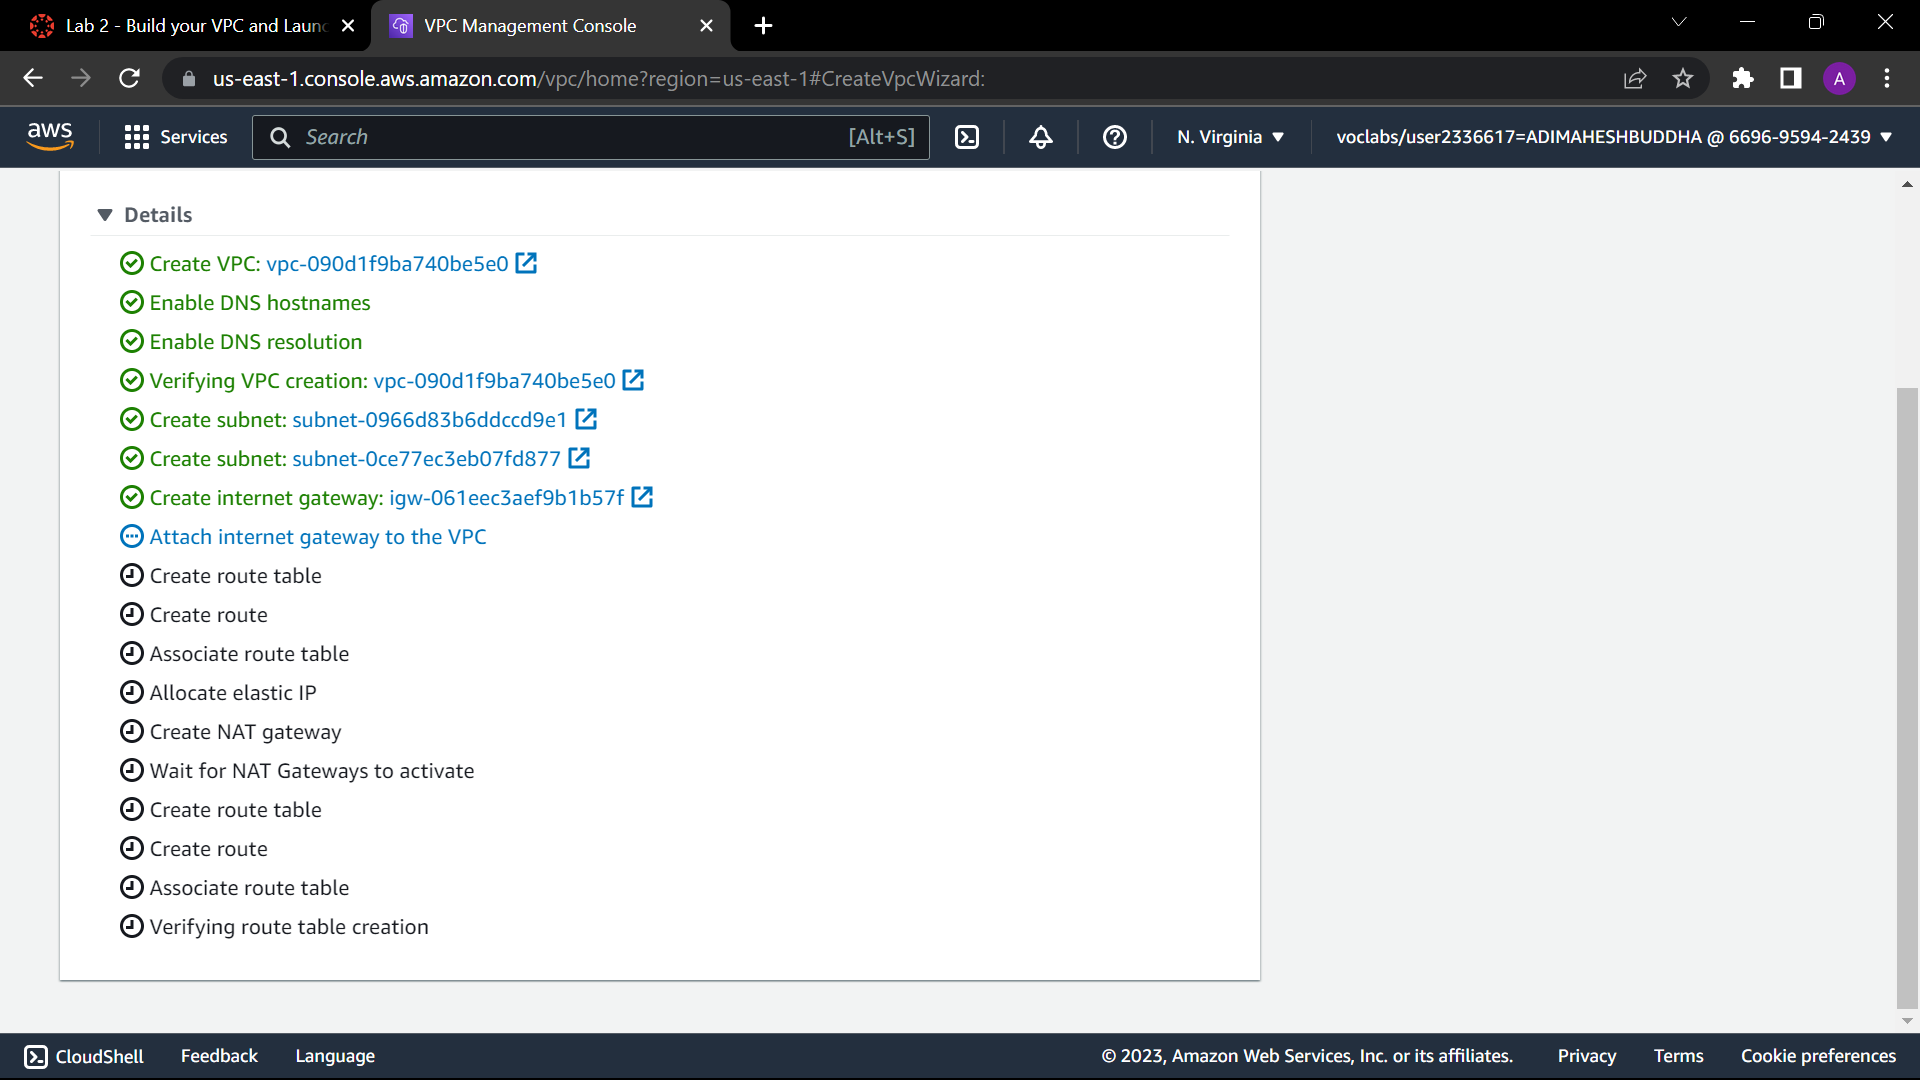 Lab 2 - Build your VPC and Laun
VPC Management Console
us-east-1.console.aws.amazon.com/vpc/home?region=us-east-1#CreateVpcWizard:
A
aws
Services
Search
[Alt+S]
N. Virginia
voclabs/user2336617=ADIMAHESHBUDDHA @ 6696-9594-2439
Details
Create VPC: vpc-090d1f9ba740be5e0
Enable DNS hostnames
Enable DNS resolution
Verifying VPC creation: vpc-090d1f9ba740be5e0
Create subnet: subnet-0966d83b6ddccd9e1
Create subnet: subnet-0ce77ec3eb07fd877
Create internet gateway: igw-061eec3aef9b1b57f
Attach internet gateway to the VPC
Create route table
Create route
Associate route table
Allocate elastic IP
Create NAT gateway
Wait for NAT Gateways to activate
Create route table
Create route
Associate route table
Verifying route table creation
CloudShell
Feedback
Language
© 2023, Amazon Web Services, Inc. or its affiliates.
Privacy
Terms
Cookie preferences